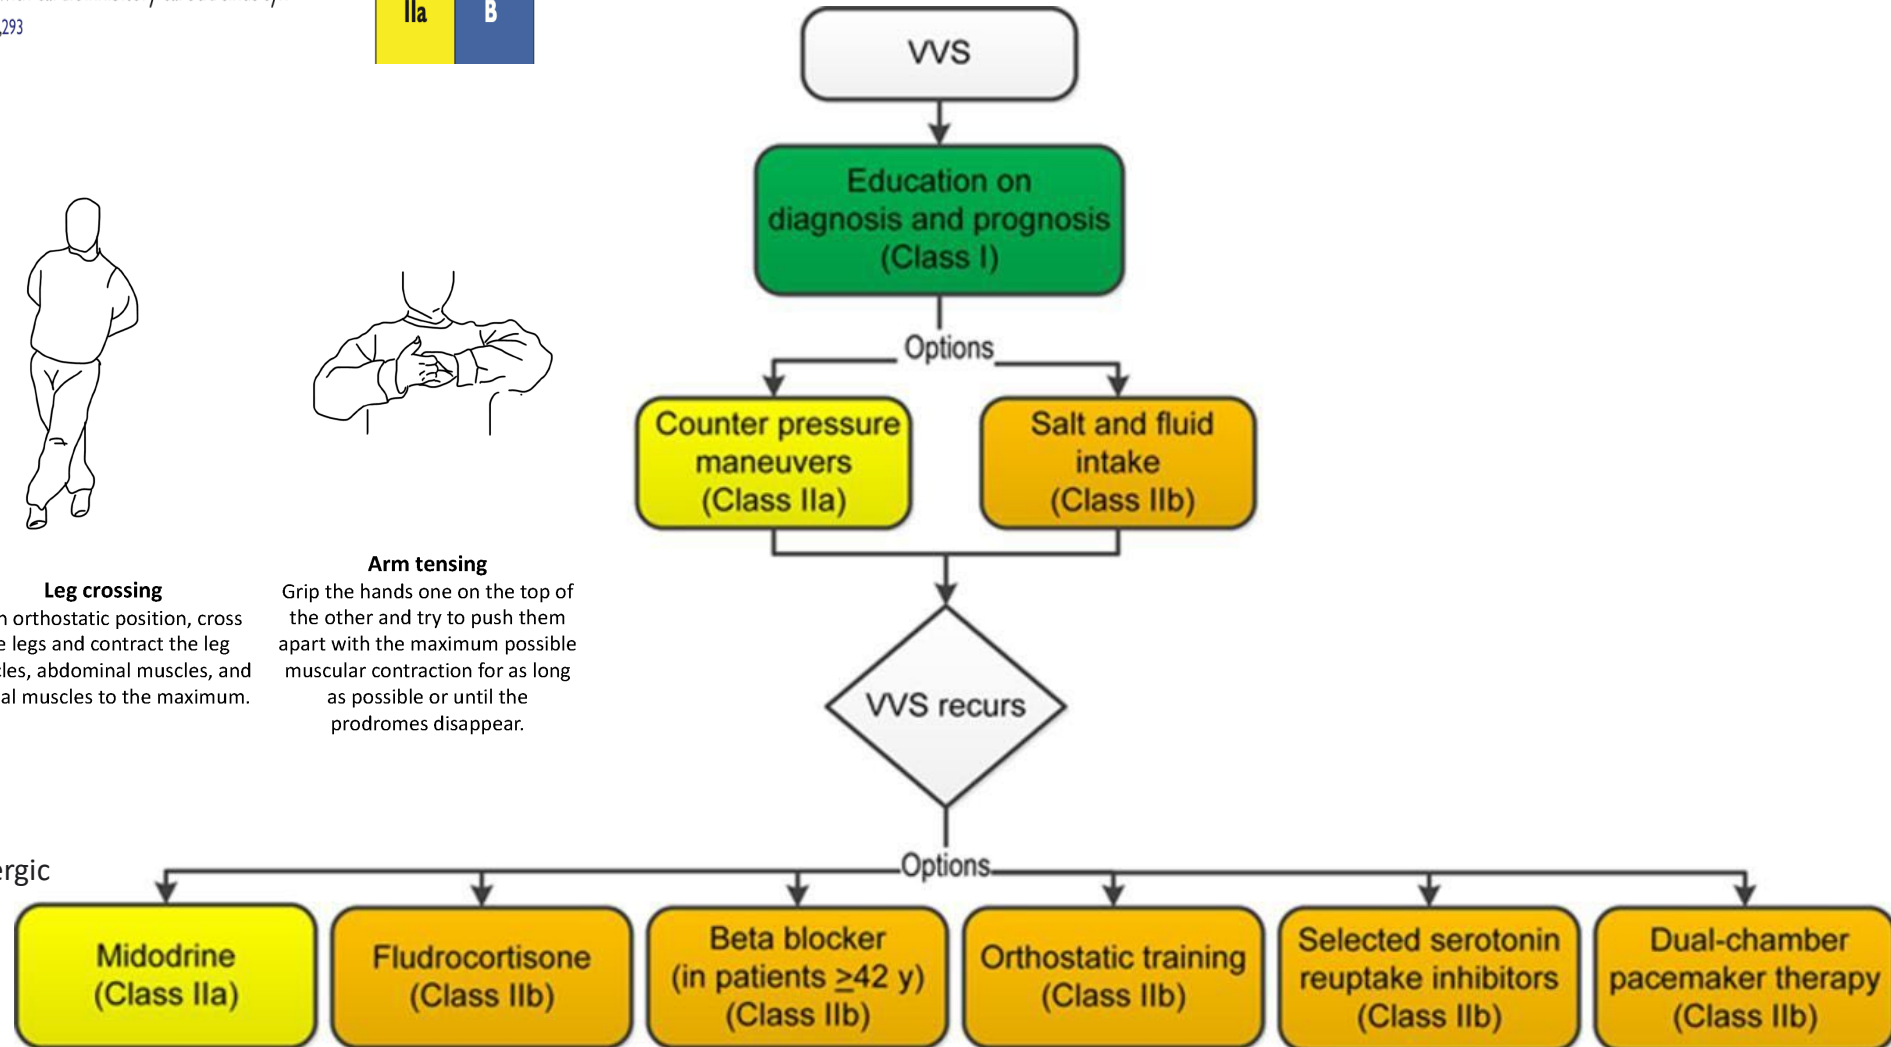 ,293
IIa
B
VVS
Education on
diagnosis and prognosis
(Class I)
Options
Counter pressure
maneuvers
(Class IIa)
Salt and fluid
intake
(Class IIb)
VVS recurs
Options
Midodrine
(Class IIa)
Fludrocortisone
(Class IIb)
Beta blocker
(in patients ≥42 y)
(Class IIb)
Orthostatic training
(Class IIb)
Selected serotonin
reuptake inhibitors
(Class IIb)
Dual-chamber
pacemaker therapy
(Class IIb)
Leg crossing
n orthostatic position, cross
e legs and contract the leg
cles, abdominal muscles, and
al muscles to the maximum.
Arm tensing
Grip the hands one on the top of
the other and try to push them
apart with the maximum possible
muscular contraction for as long
as possible or until the
prodromes disappear.
ergic